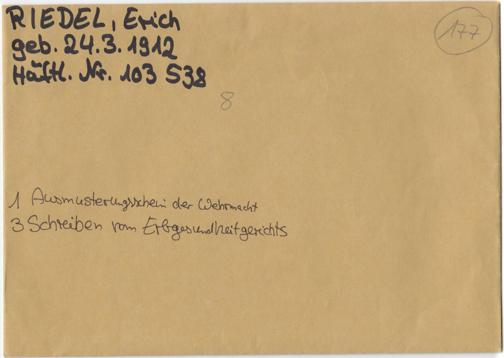 RIEDEL, Erich
177
geb. 24.3.1912
Häftl. Nr. 103 538
8
1 Ausmusterungsschein der Wehrmacht
3 Schreiben vom Erbgesundheitgerichts